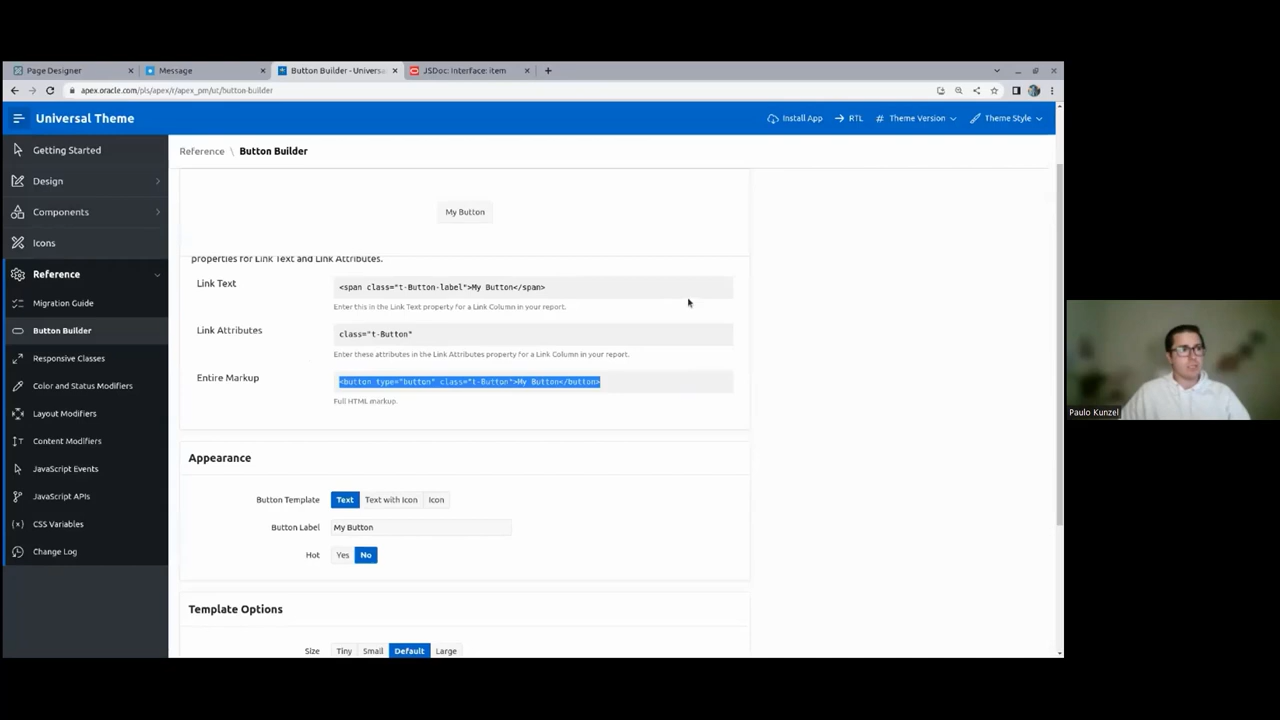 Page Designer
Message
Button Builder - Univers
JSDoc: Interface: item
apex.oracle.com/pls/apex/r/apex_pm/ut/button-builder
Universal Theme
Install App
RTL
# Theme Version
Theme Style
Getting Started
Design
Components
Icons
Reference
Migration Guide
Button Builder
Responsive Classes
Color and Status Modifiers
Layout Modifiers
Content Modifiers
JavaScript Events
JavaScript APIs
(x) CSS Variables
Change Log
Reference \ Button Builder
My Button
properties for Link Text and Link Attributes.
Link Text
<span class="t-Button-label">My Button</span>
Enter this in the Link Text property for a Link Column in your report.
Link Attributes
class="t-Button"
Enter these attributes in the Link Attributes property for a Link Column in your report.
Entire Markup
<button type="button" class="t-Button">My Button</button>
Full HTML markup.
Appearance
Button Template
Text
Text with Icon
Icon
Button Label
My Button
Hot
Yes
No
Template Options
Size
Tiny
Small
Default
Large
Paulo Kunzel